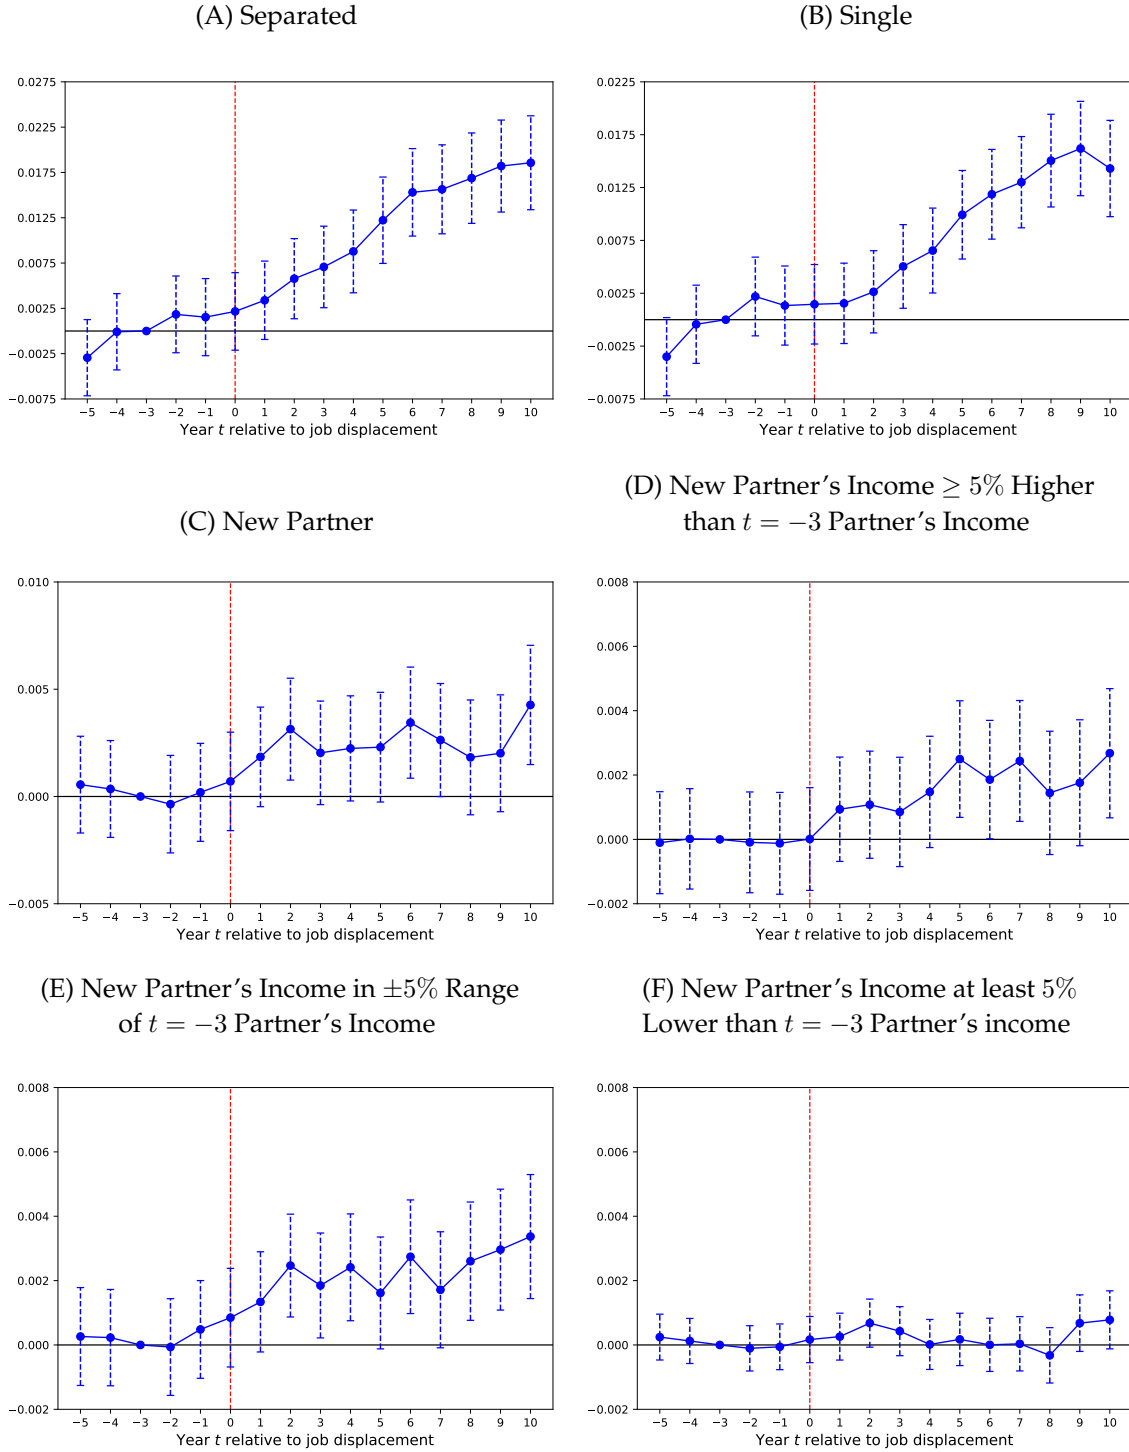 (A) Separated
(B) Single
0.0275
0.0225
0.0175
0.0125
0.0075
0.0025
−0.0025
−0.0075
−5 −4 −3 −2 −1 0 1 2 3 4 5 6 7 8 9 10
Year t relative to job displacement
0.0225
0.0175
0.0125
0.0075
0.0025
−0.0025
−0.0075
−5 −4 −3 −2 −1 0 1 2 3 4 5 6 7 8 9 10
Year t relative to job displacement
(C) New Partner
(D) New Partner’s Income ≥ 5% Higher
than t = −3 Partner’s Income
0.010
0.005
0.000
−0.005
−5 −4 −3 −2 −1 0 1 2 3 4 5 6 7 8 9 10
Year t relative to job displacement
0.008
0.006
0.004
0.002
0.000
−0.002
−5 −4 −3 −2 −1 0 1 2 3 4 5 6 7 8 9 10
Year t relative to job displacement
(E) New Partner’s Income in ±5% Range
of t = −3 Partner’s Income
(F) New Partner’s Income at least 5%
Lower than t = −3 Partner’s income
0.008
0.006
0.004
0.002
0.000
−0.002
−5 −4 −3 −2 −1 0 1 2 3 4 5 6 7 8 9 10
Year t relative to job displacement
0.008
0.006
0.004
0.002
0.000
−0.002
−5 −4 −3 −2 −1 0 1 2 3 4 5 6 7 8 9 10
Year t relative to job displacement